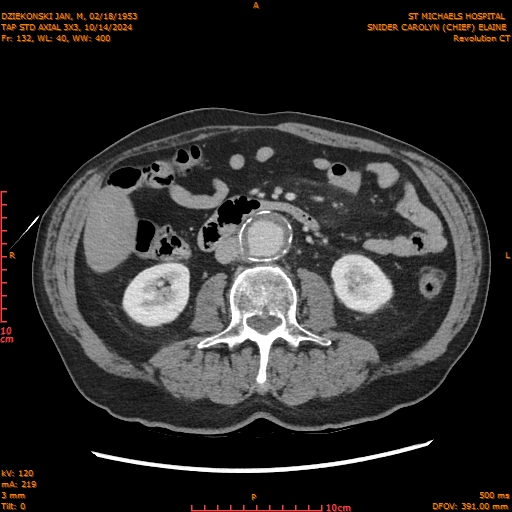 A
DZIEKONSKI JAN, M, 02/18/1953
TAP STD AXIAL 3X3, 10/14/2024
Fr: 132, WL: 40, WW: 400
ST MICHAELS HOSPITAL
SNIDER CAROLYN (CHIEF) ELAINE
Revolution CT
R
L
10
cm
kV: 120
mA: 219
3 mm
Tilt: 0
P
10cm
500 ms
DFOV: 391.00 mm